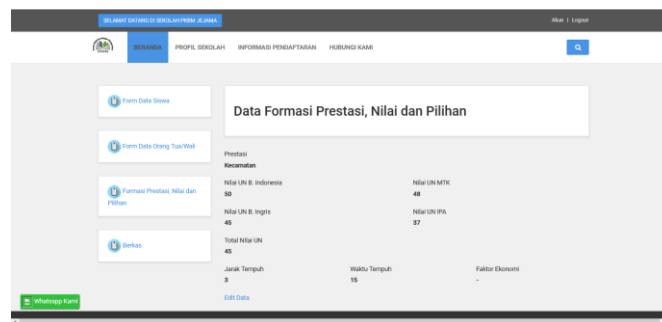 SELAMAT DATANG DI SEKOLAH PKBM JEJAMA
Akun | Logout
BERANDA PROFIL SEKOLAH INFORMASI PENDAFTARAN HUBUNGI KAMI
Form Data Siswa
Form Data Orang Tua/Wali
Formasi Prestasi, Nilai dan
Pilihan
Berkas
Data Formasi Prestasi, Nilai dan Pilihan
Prestasi
Kecamatan
Nilai UN B. Indonesia Nilai UN MTK
50 48
Nilai UN B. Ingris Nilai UN IPA
45 37
Total Nilai UN
45
Jarak Tempuh Waktu Tempuh Faktor Ekonomi
3 15 -
Edit Data
Whatsapp Kami